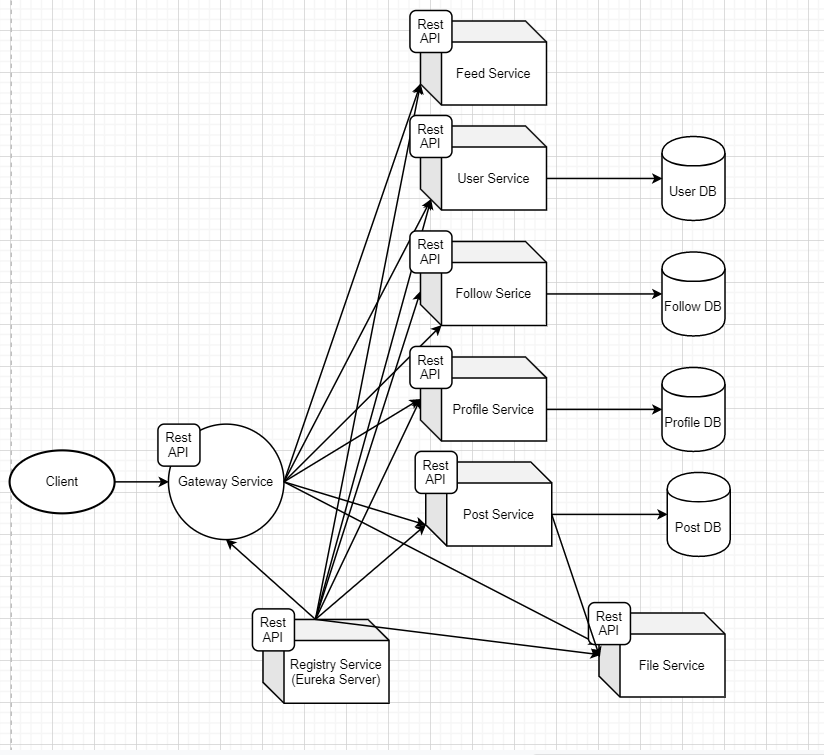 Rest
API
Feed Service
Rest
API
User Service
User DB
Rest
API
Follow Serice
Follow DB
Rest
API
Profile Service
Profile DB
Rest
API
Client
Gateway Service
Rest
API
Post Service
Post DB
Rest
API
Registry Service
(Eureka Server)
Rest
API
File Service